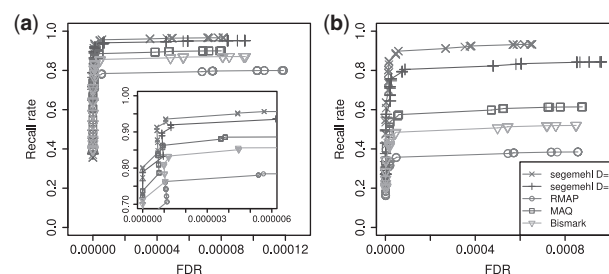 (a)
Recall rate
1.0
0.8
0.6
0.4
0.2
0.0
1.00
0.95
0.90
0.85
0.80
0.75
0.70
0.000000 0.000003 0.000006
0.00000 0.00004 0.00008 0.00012
FDR
(b)
Recall rate
1.0
0.8
0.6
0.4
0.2
0.0
segemehl D=
segemehl D=
RMAP
MAQ
Bismark
0.0000 0.0004 0.0008
FDR